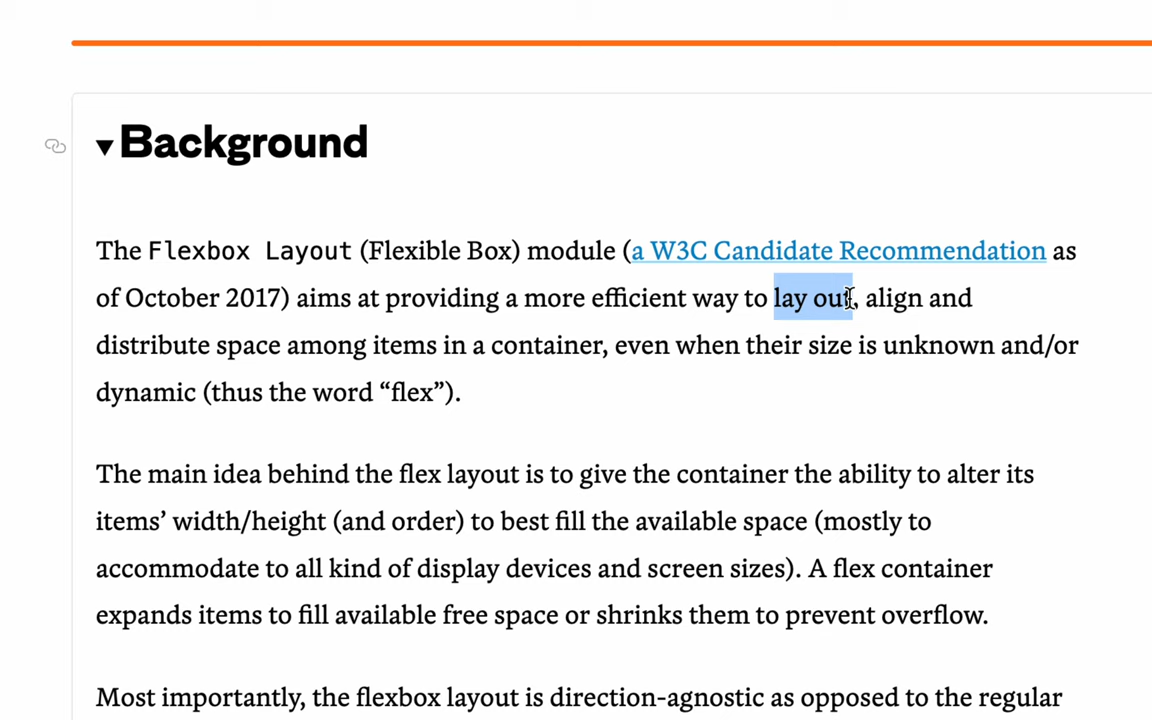 Background
The Flexbox Layout (Flexible Box) module (a W3C Candidate Recommendation as
of October 2017) aims at providing a more efficient way to lay out, align and
distribute space among items in a container, even when their size is unknown and/or
dynamic (thus the word “flex”).
The main idea behind the flex layout is to give the container the ability to alter its
items’ width/height (and order) to best fill the available space (mostly to
accommodate to all kind of display devices and screen sizes). A flex container
expands items to fill available free space or shrinks them to prevent overflow.
Most importantly, the flexbox layout is direction-agnostic as opposed to the regular